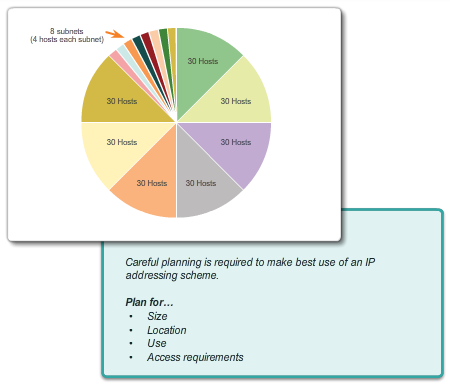 8 subnets
(4 hosts each subnet)
30 Hosts
30 Hosts
30 Hosts
30 Hosts
30 Hosts
30 Hosts
30 Hosts
Careful planning is required to make best use of an IP
addressing scheme.
Plan for…
• Size
• Location
• Use
• Access requirements